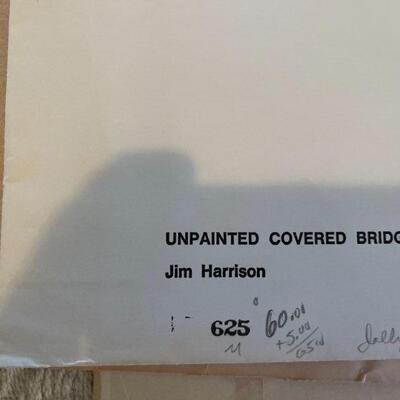 UNPAINTED COVERED BRIDG
Jim Harrison
625 60.00
+5.00
65.00